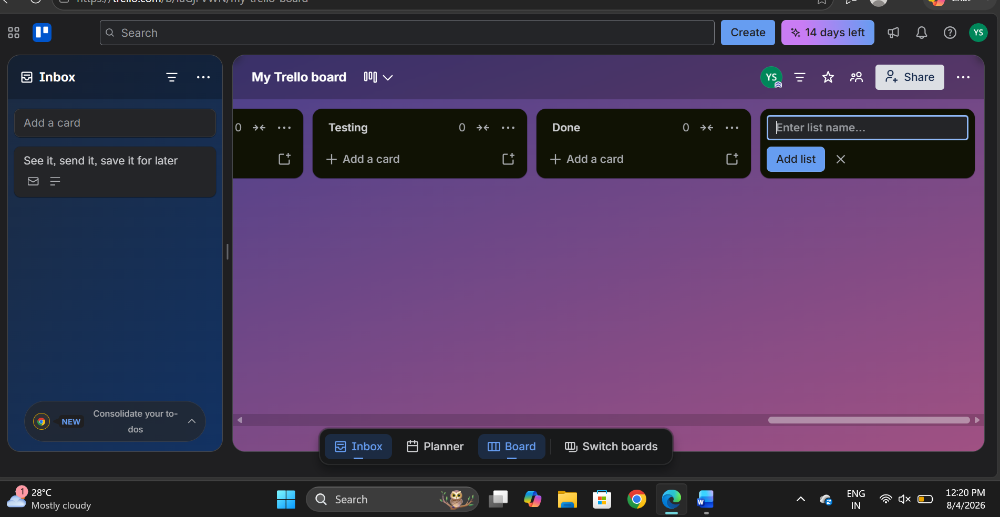 Search
Create
14 days left
YS
Inbox
Add a card
See it, send it, save it for later
NEW
Consolidate your to-
dos
My Trello board
YS
Share
0
Testing
0
Add a card
Done
0
Add a card
Enter list name...
Add list
Inbox
Planner
Board
Switch boards
1
28°C
Mostly cloudy
Search
W
ENG
IN
12:20 PM
8/4/2026